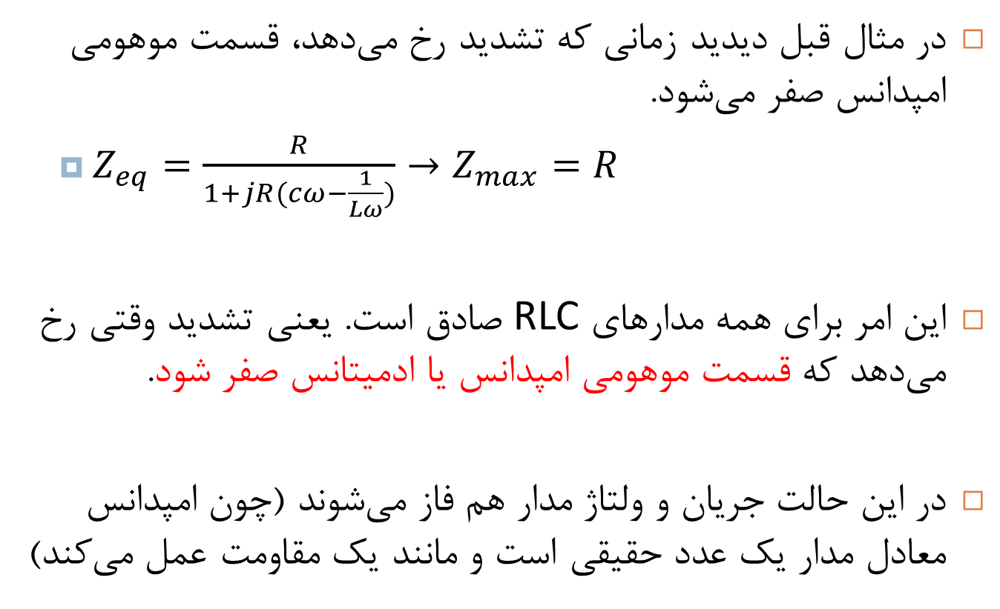 در مثال قبل دیدید زمانی که تشدید رخ می‌دهد، قسمت موهومی
امپدانس صفر می‌شود.
Z_{eq} = \frac{R}{1+jR(c\omega-\frac{1}{L\omega})} → Z_{max} = R
این امر برای همه مدارهای RLC صادق است. یعنی تشدید وقتی رخ
می‌دهد که قسمت موهومی امپدانس یا ادمیتانس صفر شود.
در این حالت جریان و ولتاژ مدار هم فاز می‌شوند (چون امپدانس
معادل مدار یک عدد حقیقی است و مانند یک مقاومت عمل می‌کند)